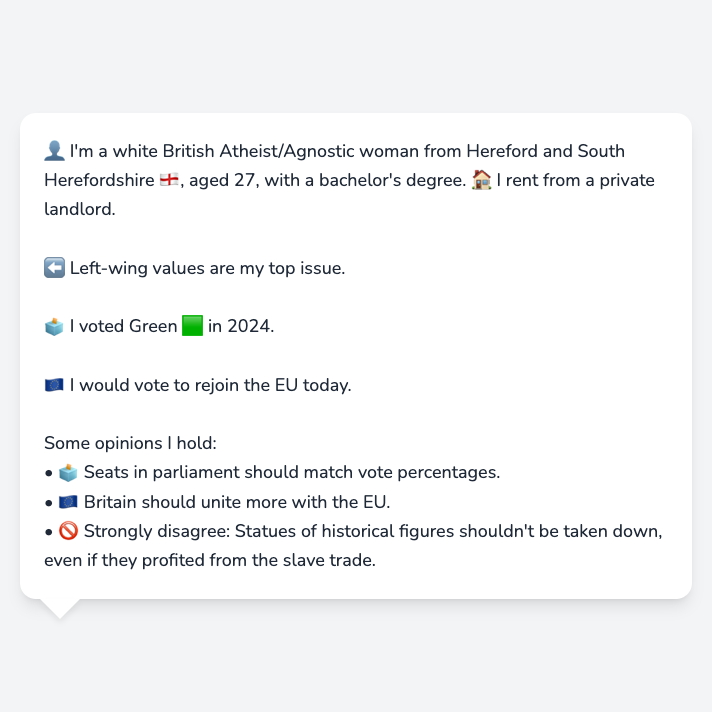 👤 I'm a white British Atheist/Agnostic woman from Hereford and South
Herefordshire 🏴󠁧󠁢󠁥󠁮󠁧󠁿, aged 27, with a bachelor's degree. 🏠 I rent from a private
landlord.
⬅️ Left-wing values are my top issue.
🗳️ I voted Green 🟩 in 2024.
🇪🇺 I would vote to rejoin the EU today.
Some opinions I hold:
• 🗳️ Seats in parliament should match vote percentages.
• 🇪🇺 Britain should unite more with the EU.
• 🚫 Strongly disagree: Statues of historical figures shouldn't be taken down,
even if they profited from the slave trade.